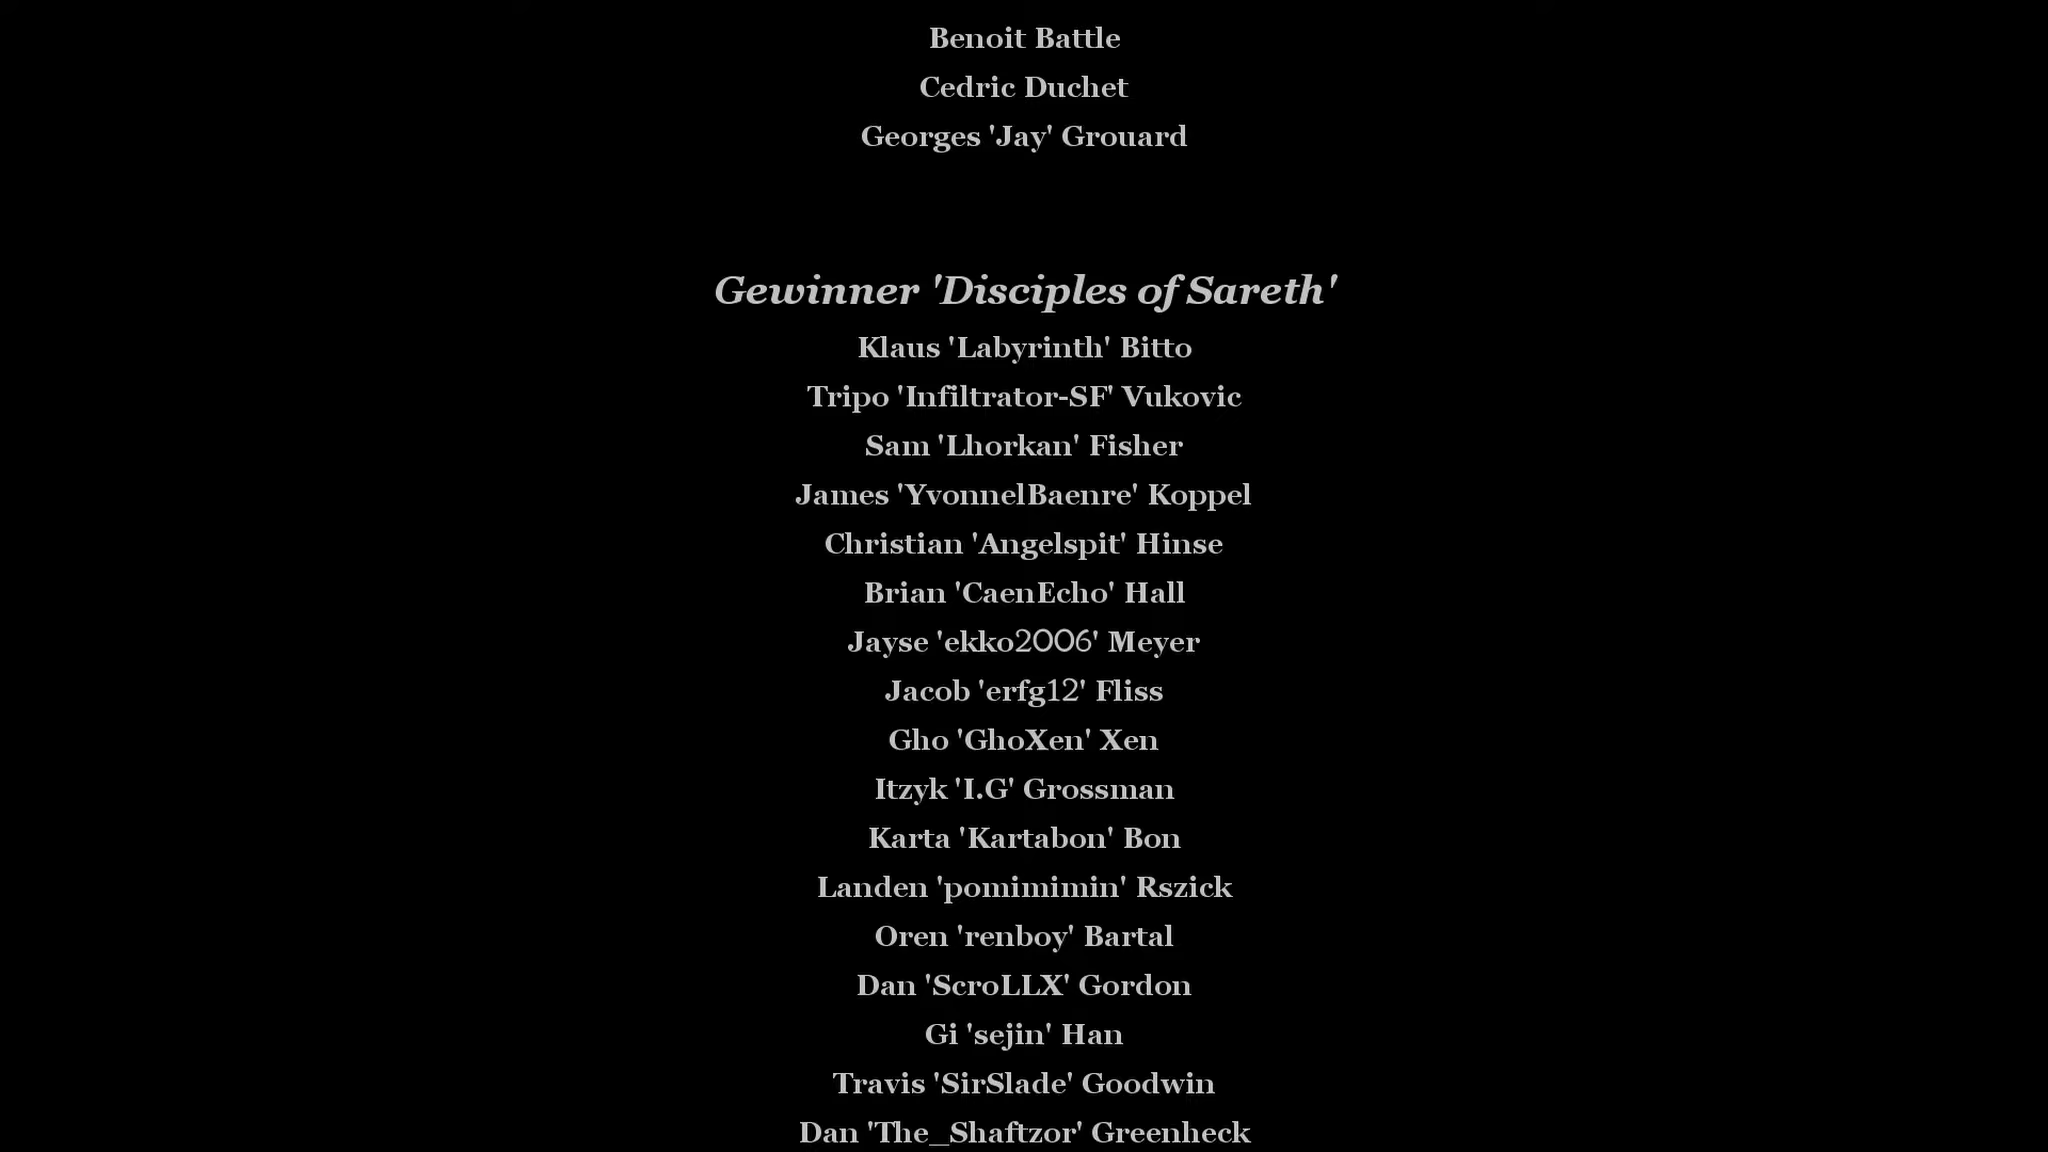 Benoit Battle
Cedric Duchet
Georges 'Jay' Grouard
Gewinner 'Disciples of Sareth'
Klaus 'Labyrinth' Bitto
Tripo 'Infiltrator-SF' Vukovic
Sam 'Lhorkan' Fisher
James 'YvonnelBaenre' Koppel
Christian 'Angelspit' Hinse
Brian 'CaenEcho' Hall
Jayse 'ekko2006' Meyer
Jacob 'erfg12' Fliss
Gho 'GhoXen' Xen
Itzyk 'I.G' Grossman
Karta 'Kartabon' Bon
Landen 'pomimimin' Rszick
Oren 'renboy' Bartal
Dan 'ScroLLX' Gordon
Gi 'sejin' Han
Travis 'SirSlade' Goodwin
Dan 'The_Shaftzor' Greenheck